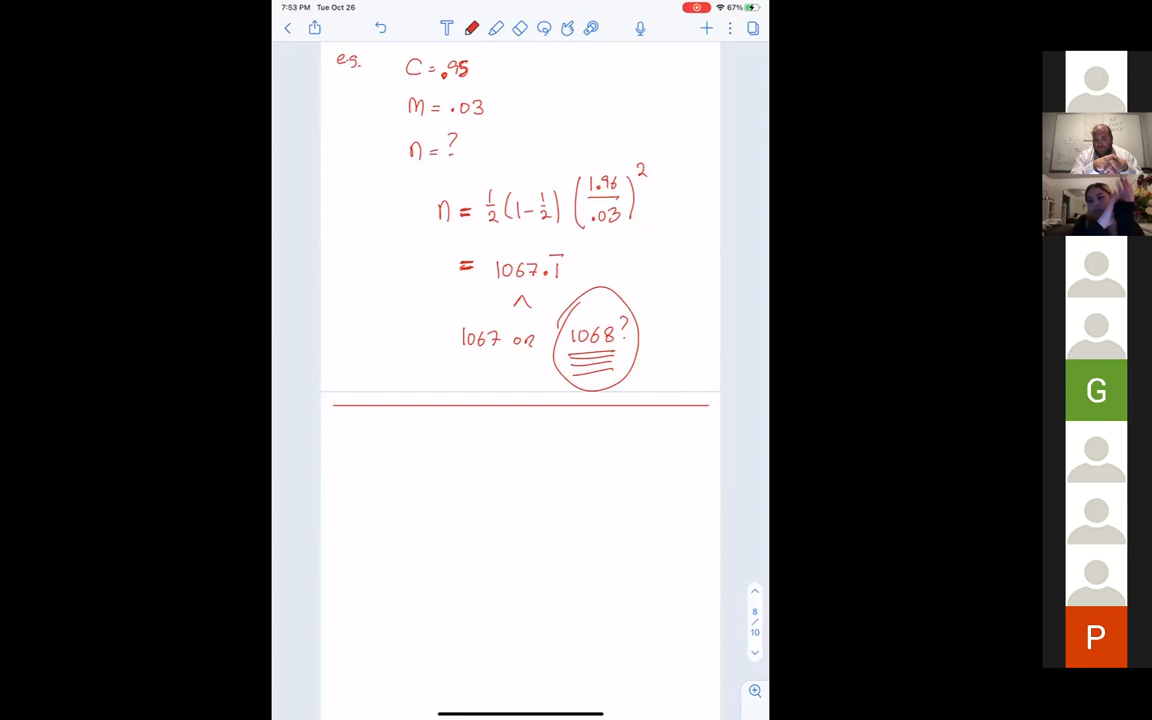 7:53 PM Tue Oct 26
67%
T
e.g. C = .95
M = .03
n = ?
n = 1/2 (1 - 1/2) (1.96/.03)²
= 1067.1̅
^
1067 or 1068?
8
/
10
G
P